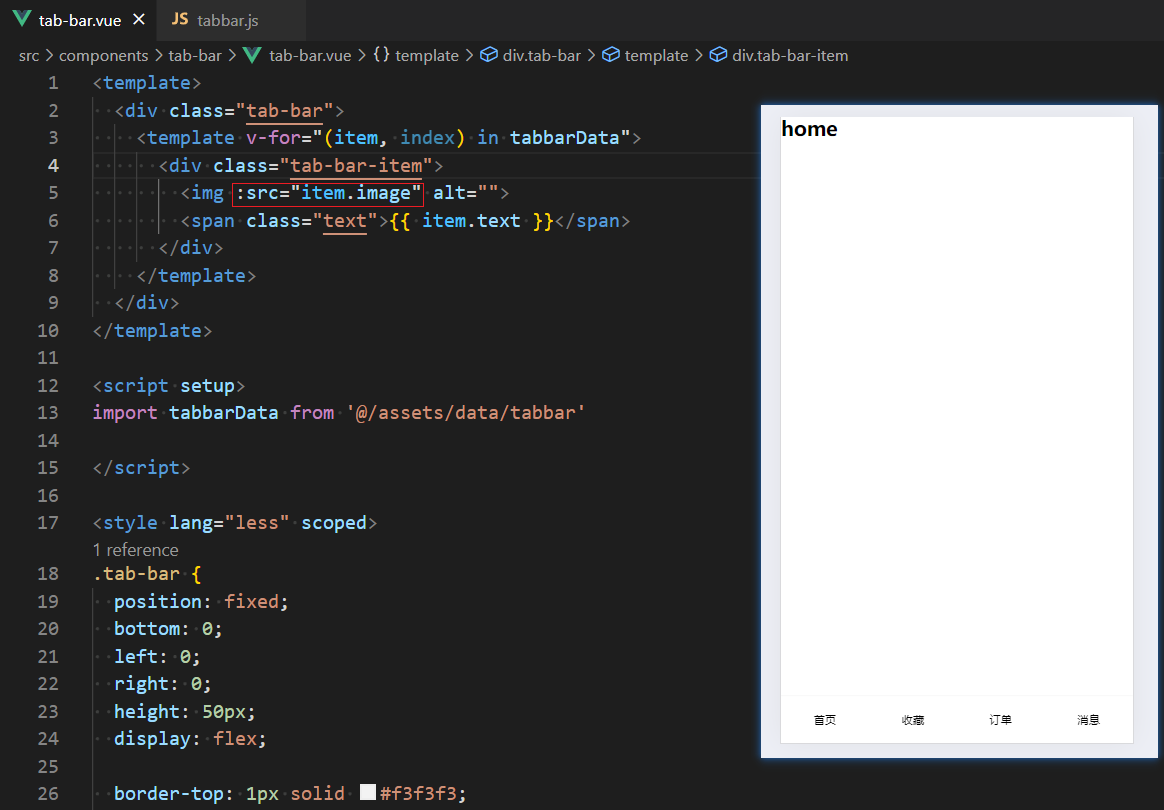 tab-bar.vue × JS tabbar.js
src > components > tab-bar > tab-bar.vue > {} template > div.tab-bar > template > div.tab-bar-item
1 <template>
2 <div class="tab-bar">
3 <template v-for="(item, index) in tabbarData">
4 <div class="tab-bar-item">
5 <img :src="item.image" alt="">
6 <span class="text">{{ item.text }}</span>
7 </div>
8 </template>
9 </div>
10 </template>
11
12 <script setup>
13 import tabbarData from '@/assets/data/tabbar'
14
15 </script>
16
17 <style lang="less" scoped>
1 reference
18 .tab-bar {
19 position: fixed;
20 bottom: 0;
21 left: 0;
22 right: 0;
23 height: 50px;
24 display: flex;
25
26 border-top: 1px solid #f3f3f3;
home
首页 收藏 订单 消息